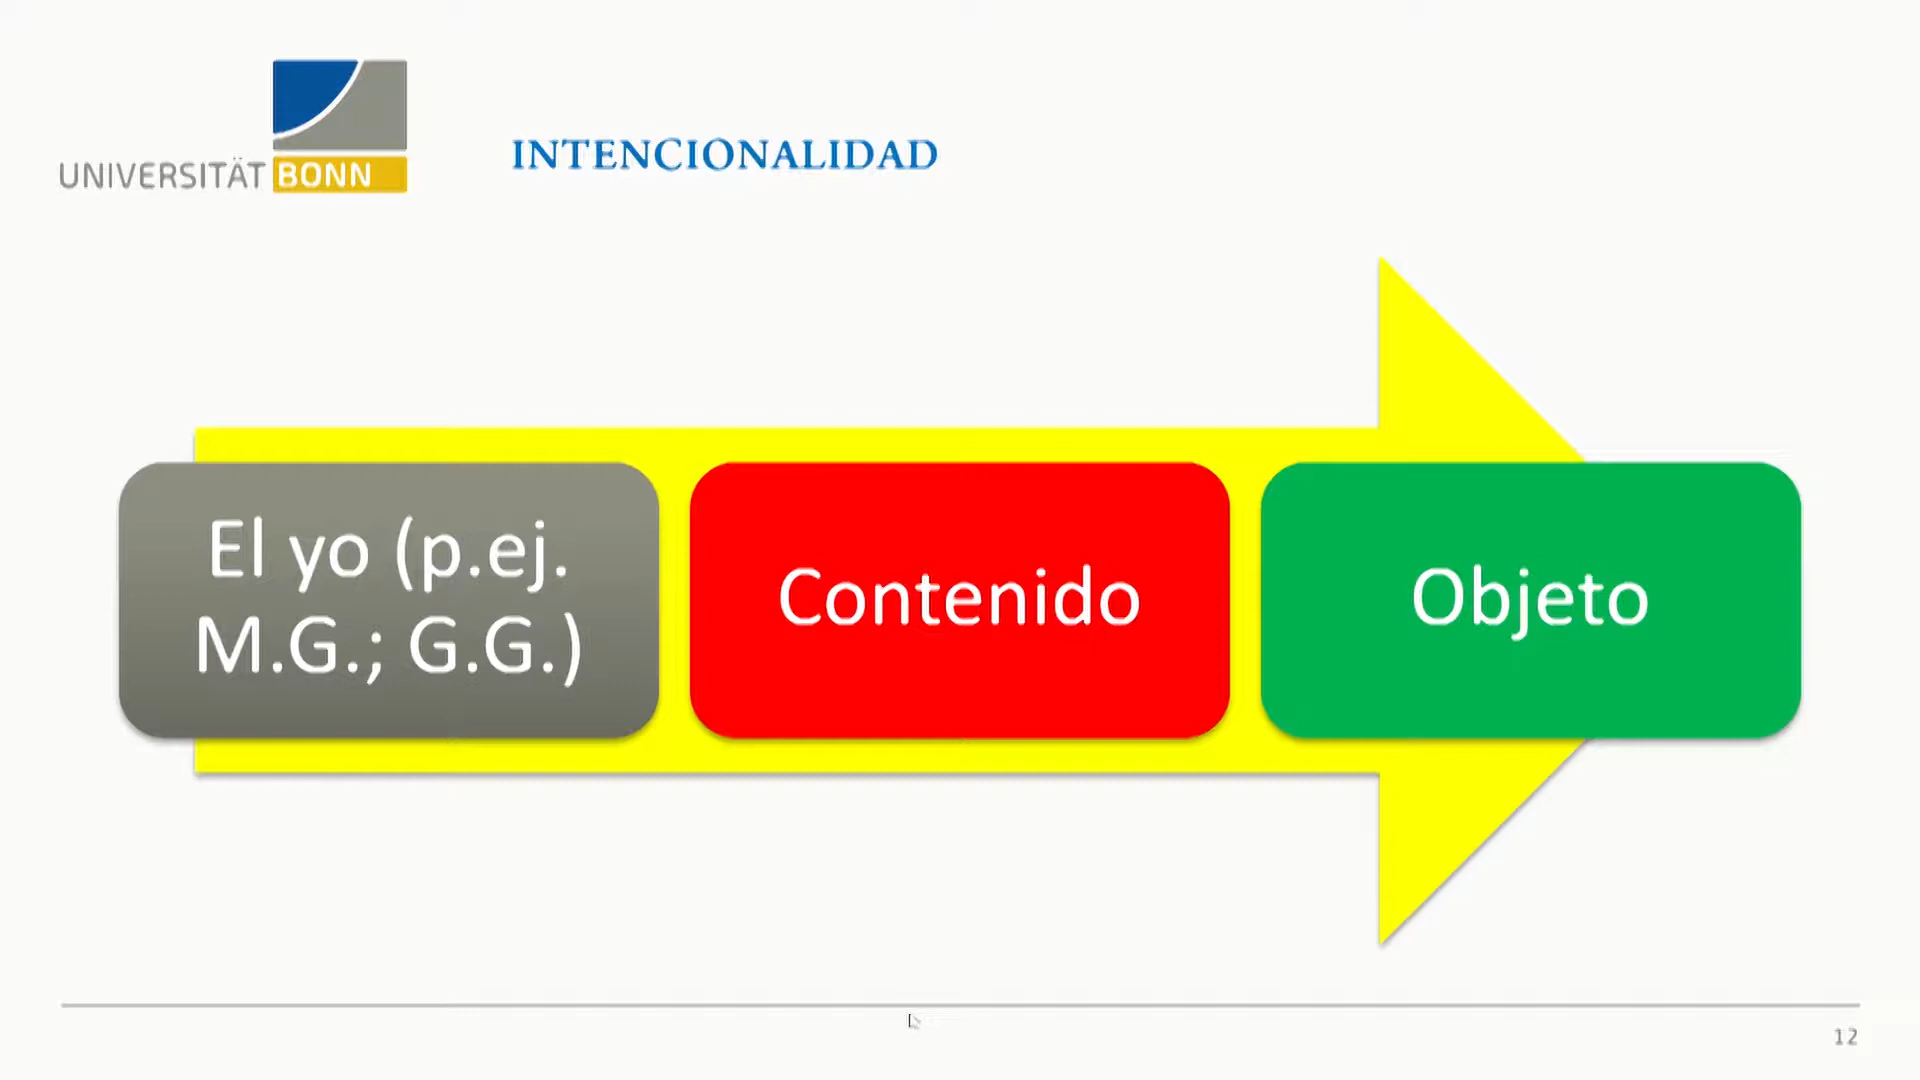 UNIVERSITÄT BONN
INTENCIONALIDAD
El yo (p.ej.
M.G.; G.G.)
Contenido
Objeto
12